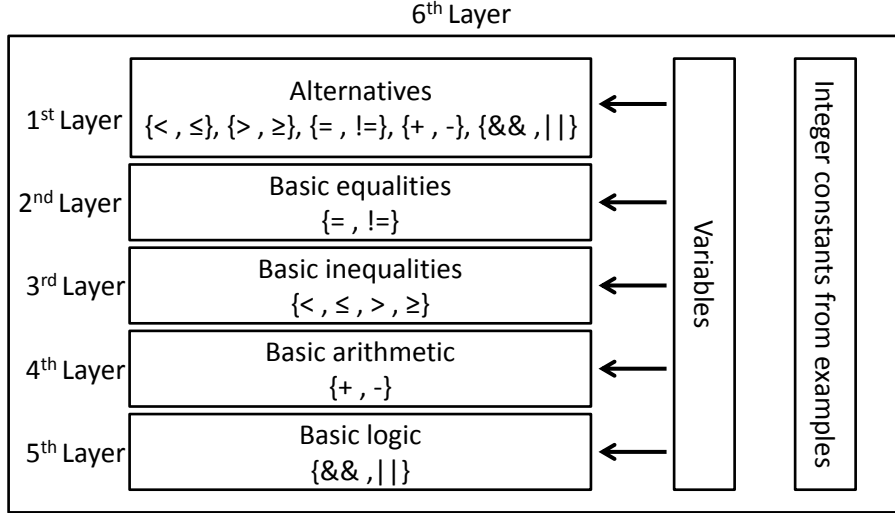 6th Layer
1st Layer
Alternatives
{< , ≤}, {> , ≥}, {= , !=}, {+ , -}, {&& ,||}
2nd Layer
Basic equalities
{= , !=}
3rd Layer
Basic inequalities
{< , ≤ , > , ≥}
4th Layer
Basic arithmetic
{+ , -}
5th Layer
Basic logic
{&& ,||}
Variables
Integer constants from examples